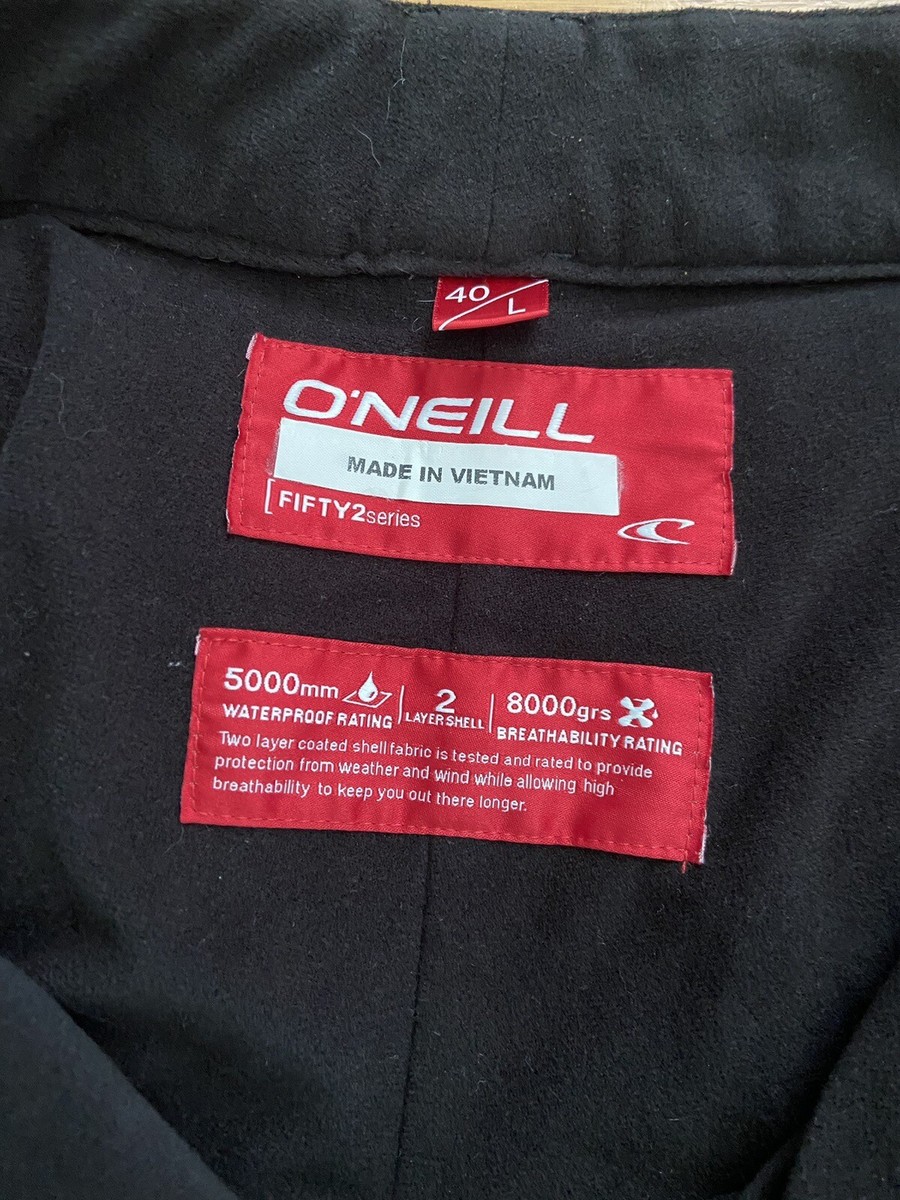 40/L
O'NEILL
MADE IN VIETNAM
[FIFTY2series
5000mm
WATERPROOF RATING
2
LAYER SHELL
8000grs
BREATHABILITY RATING
Two layer coated shell fabric is tested and rated to provide
protection from weather and wind while allowing high
breathability to keep you out there longer.